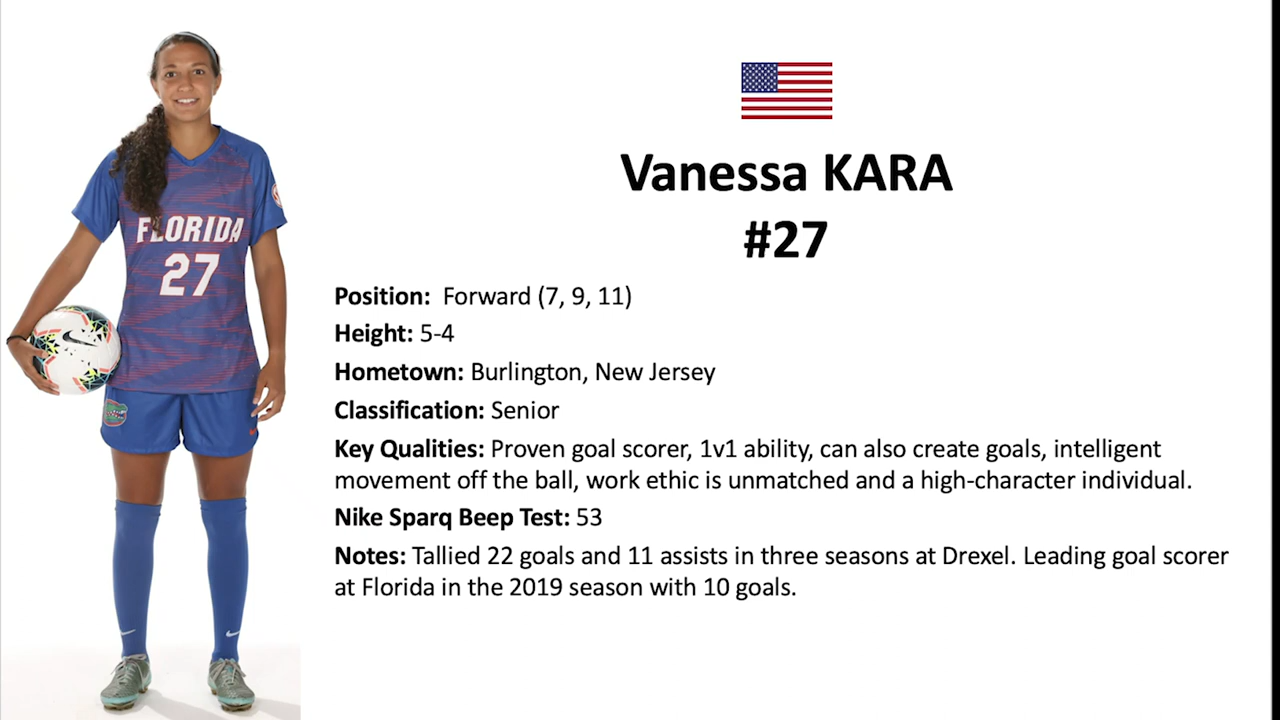 Vanessa KARA
#27
FLORIDA
27
Position: Forward (7, 9, 11)
Height: 5-4
Hometown: Burlington, New Jersey
Classification: Senior
Key Qualities: Proven goal scorer, 1v1 ability, can also create goals, intelligent
movement off the ball, work ethic is unmatched and a high-character individual.
Nike Sparq Beep Test: 53
Notes: Tallied 22 goals and 11 assists in three seasons at Drexel. Leading goal scorer
at Florida in the 2019 season with 10 goals.